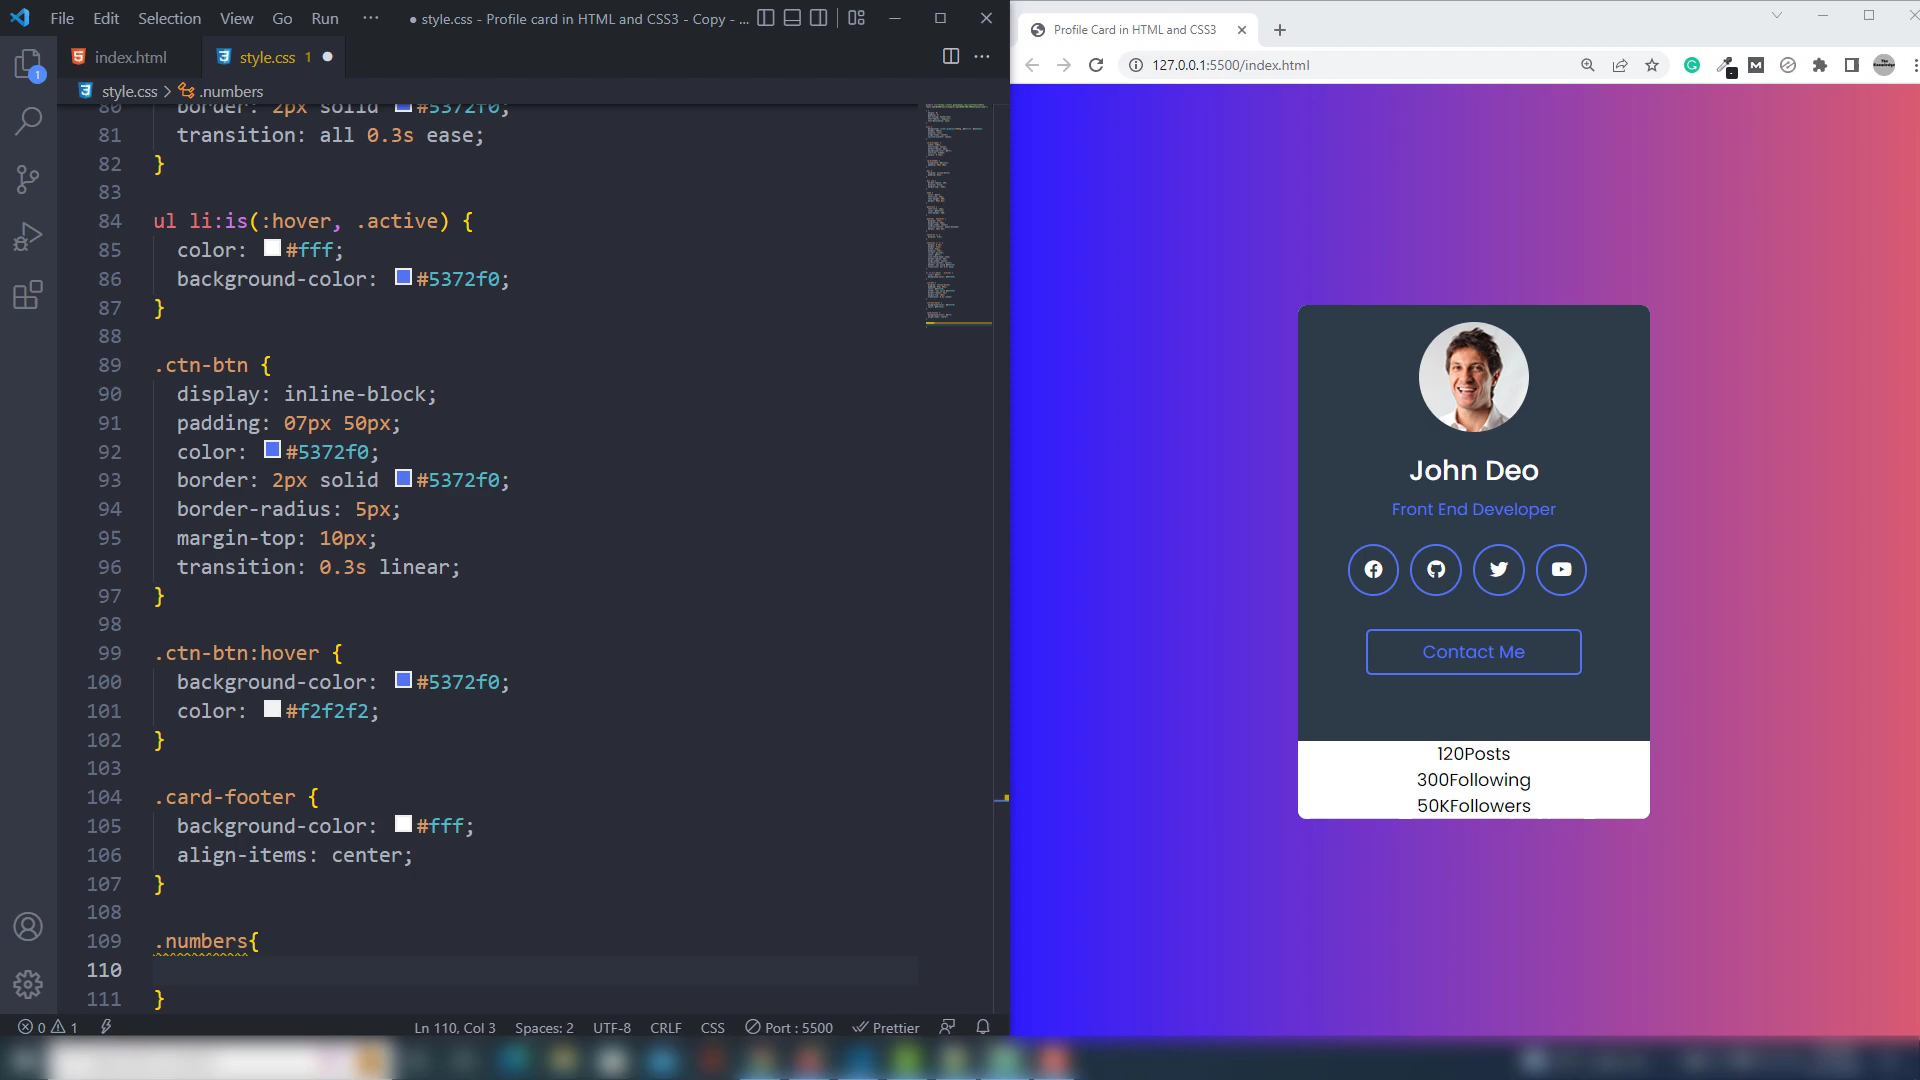 File Edit Selection View Go Run ··· ● style.css - Profile card in HTML and CSS3 - Copy - ...
index.html style.css 1
style.css > .numbers
80 border: 2px solid #5372f0;
81 transition: all 0.3s ease;
82 }
83
84 ul li:is(:hover, .active) {
85 color: #fff;
86 background-color: #5372f0;
87 }
88
89 .ctn-btn {
90 display: inline-block;
91 padding: 07px 50px;
92 color: #5372f0;
93 border: 2px solid #5372f0;
94 border-radius: 5px;
95 margin-top: 10px;
96 transition: 0.3s linear;
97 }
98
99 .ctn-btn:hover {
100 background-color: #5372f0;
101 color: #f2f2f2;
102 }
103
104 .card-footer {
105 background-color: #fff;
106 align-items: center;
107 }
108
109 .numbers{
110
111 }
1
0 1 Ln 110, Col 3 Spaces: 2 UTF-8 CRLF CSS Port : 5500 Prettier
Profile Card in HTML and CSS3
127.0.0.1:5500/index.html
John Deo
Front End Developer
Contact Me
120Posts
300Following
50KFollowers